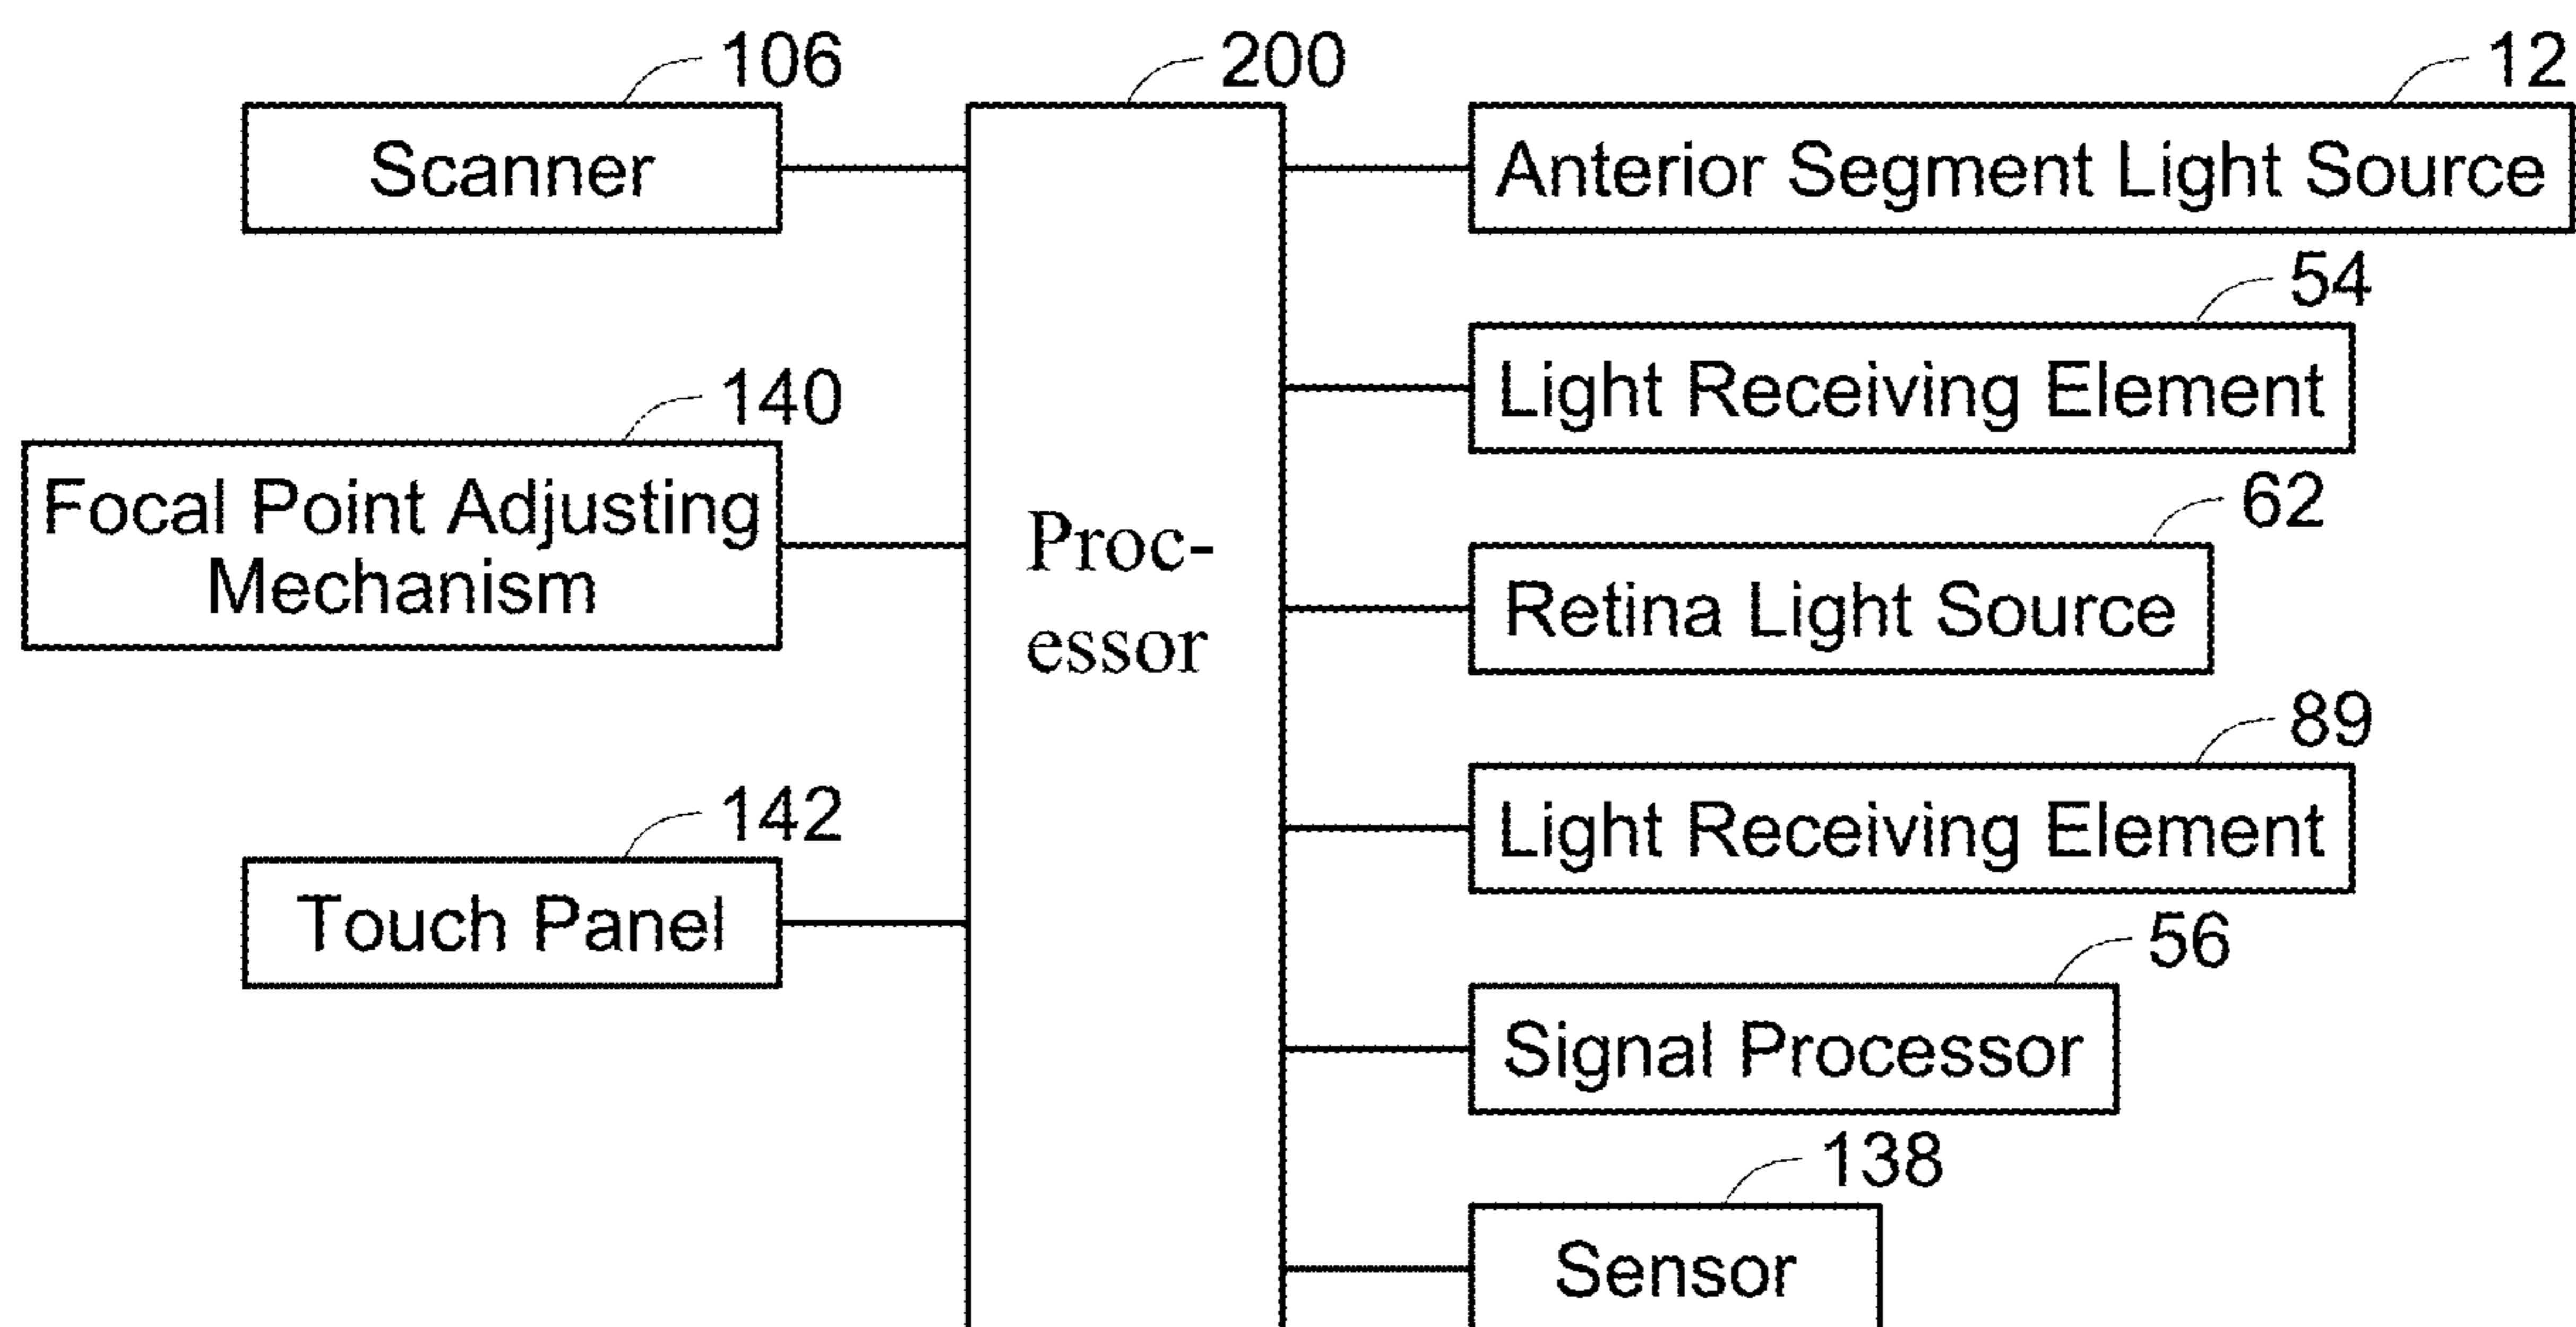 106
Scanner
140
Focal Point Adjusting
Mechanism
142
Touch Panel
200
Proc-
essor
12
Anterior Segment Light Source
54
Light Receiving Element
62
Retina Light Source
89
Light Receiving Element
56
Signal Processor
138
Sensor